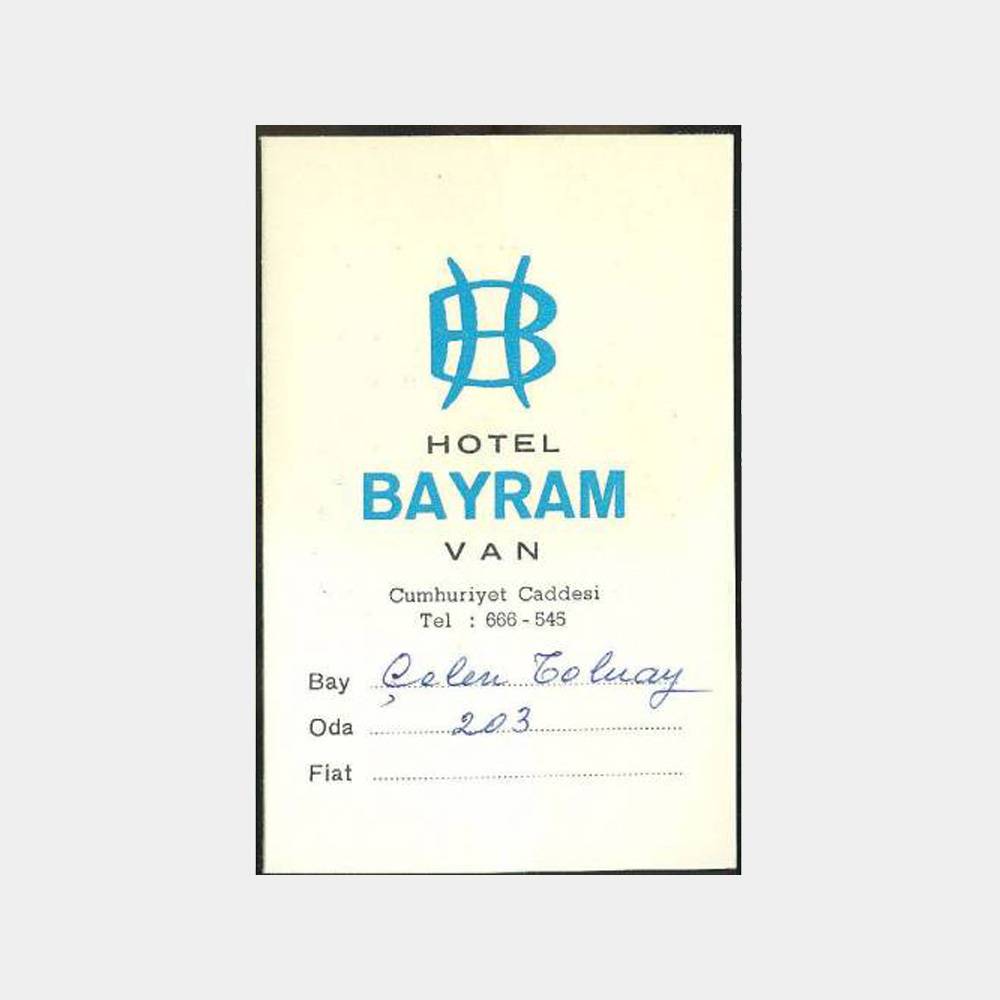 HB
HOTEL
BAYRAM
VAN
Cumhuriyet Caddesi
Tel : 666 - 545
Bay Çelen Tolunay
Oda 203
Fiat